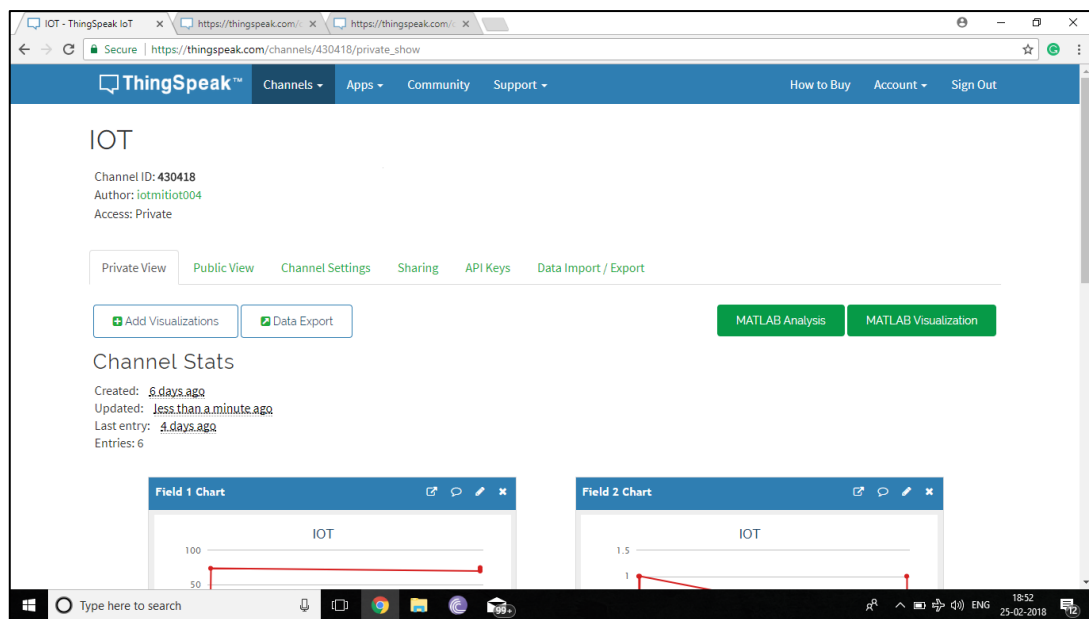 IOT - ThingSpeak IoT https://thingspeak.com/c https://thingspeak.com/c
Secure https://thingspeak.com/channels/430418/private_show
ThingSpeak™ Channels Apps Community Support How to Buy Account Sign Out
IOT
Channel ID: 430418
Author: iotmitiot004
Access: Private
Private View Public View Channel Settings Sharing API Keys Data Import / Export
Add Visualizations Data Export MATLAB Analysis MATLAB Visualization
Channel Stats
Created: 6 days ago
Updated: less than a minute ago
Last entry: 4 days ago
Entries: 6
Field 1 Chart Field 2 Chart
IOT IOT
100 1.5
50 1
Type here to search 99+ ENG 18:52
25-02-2018 12